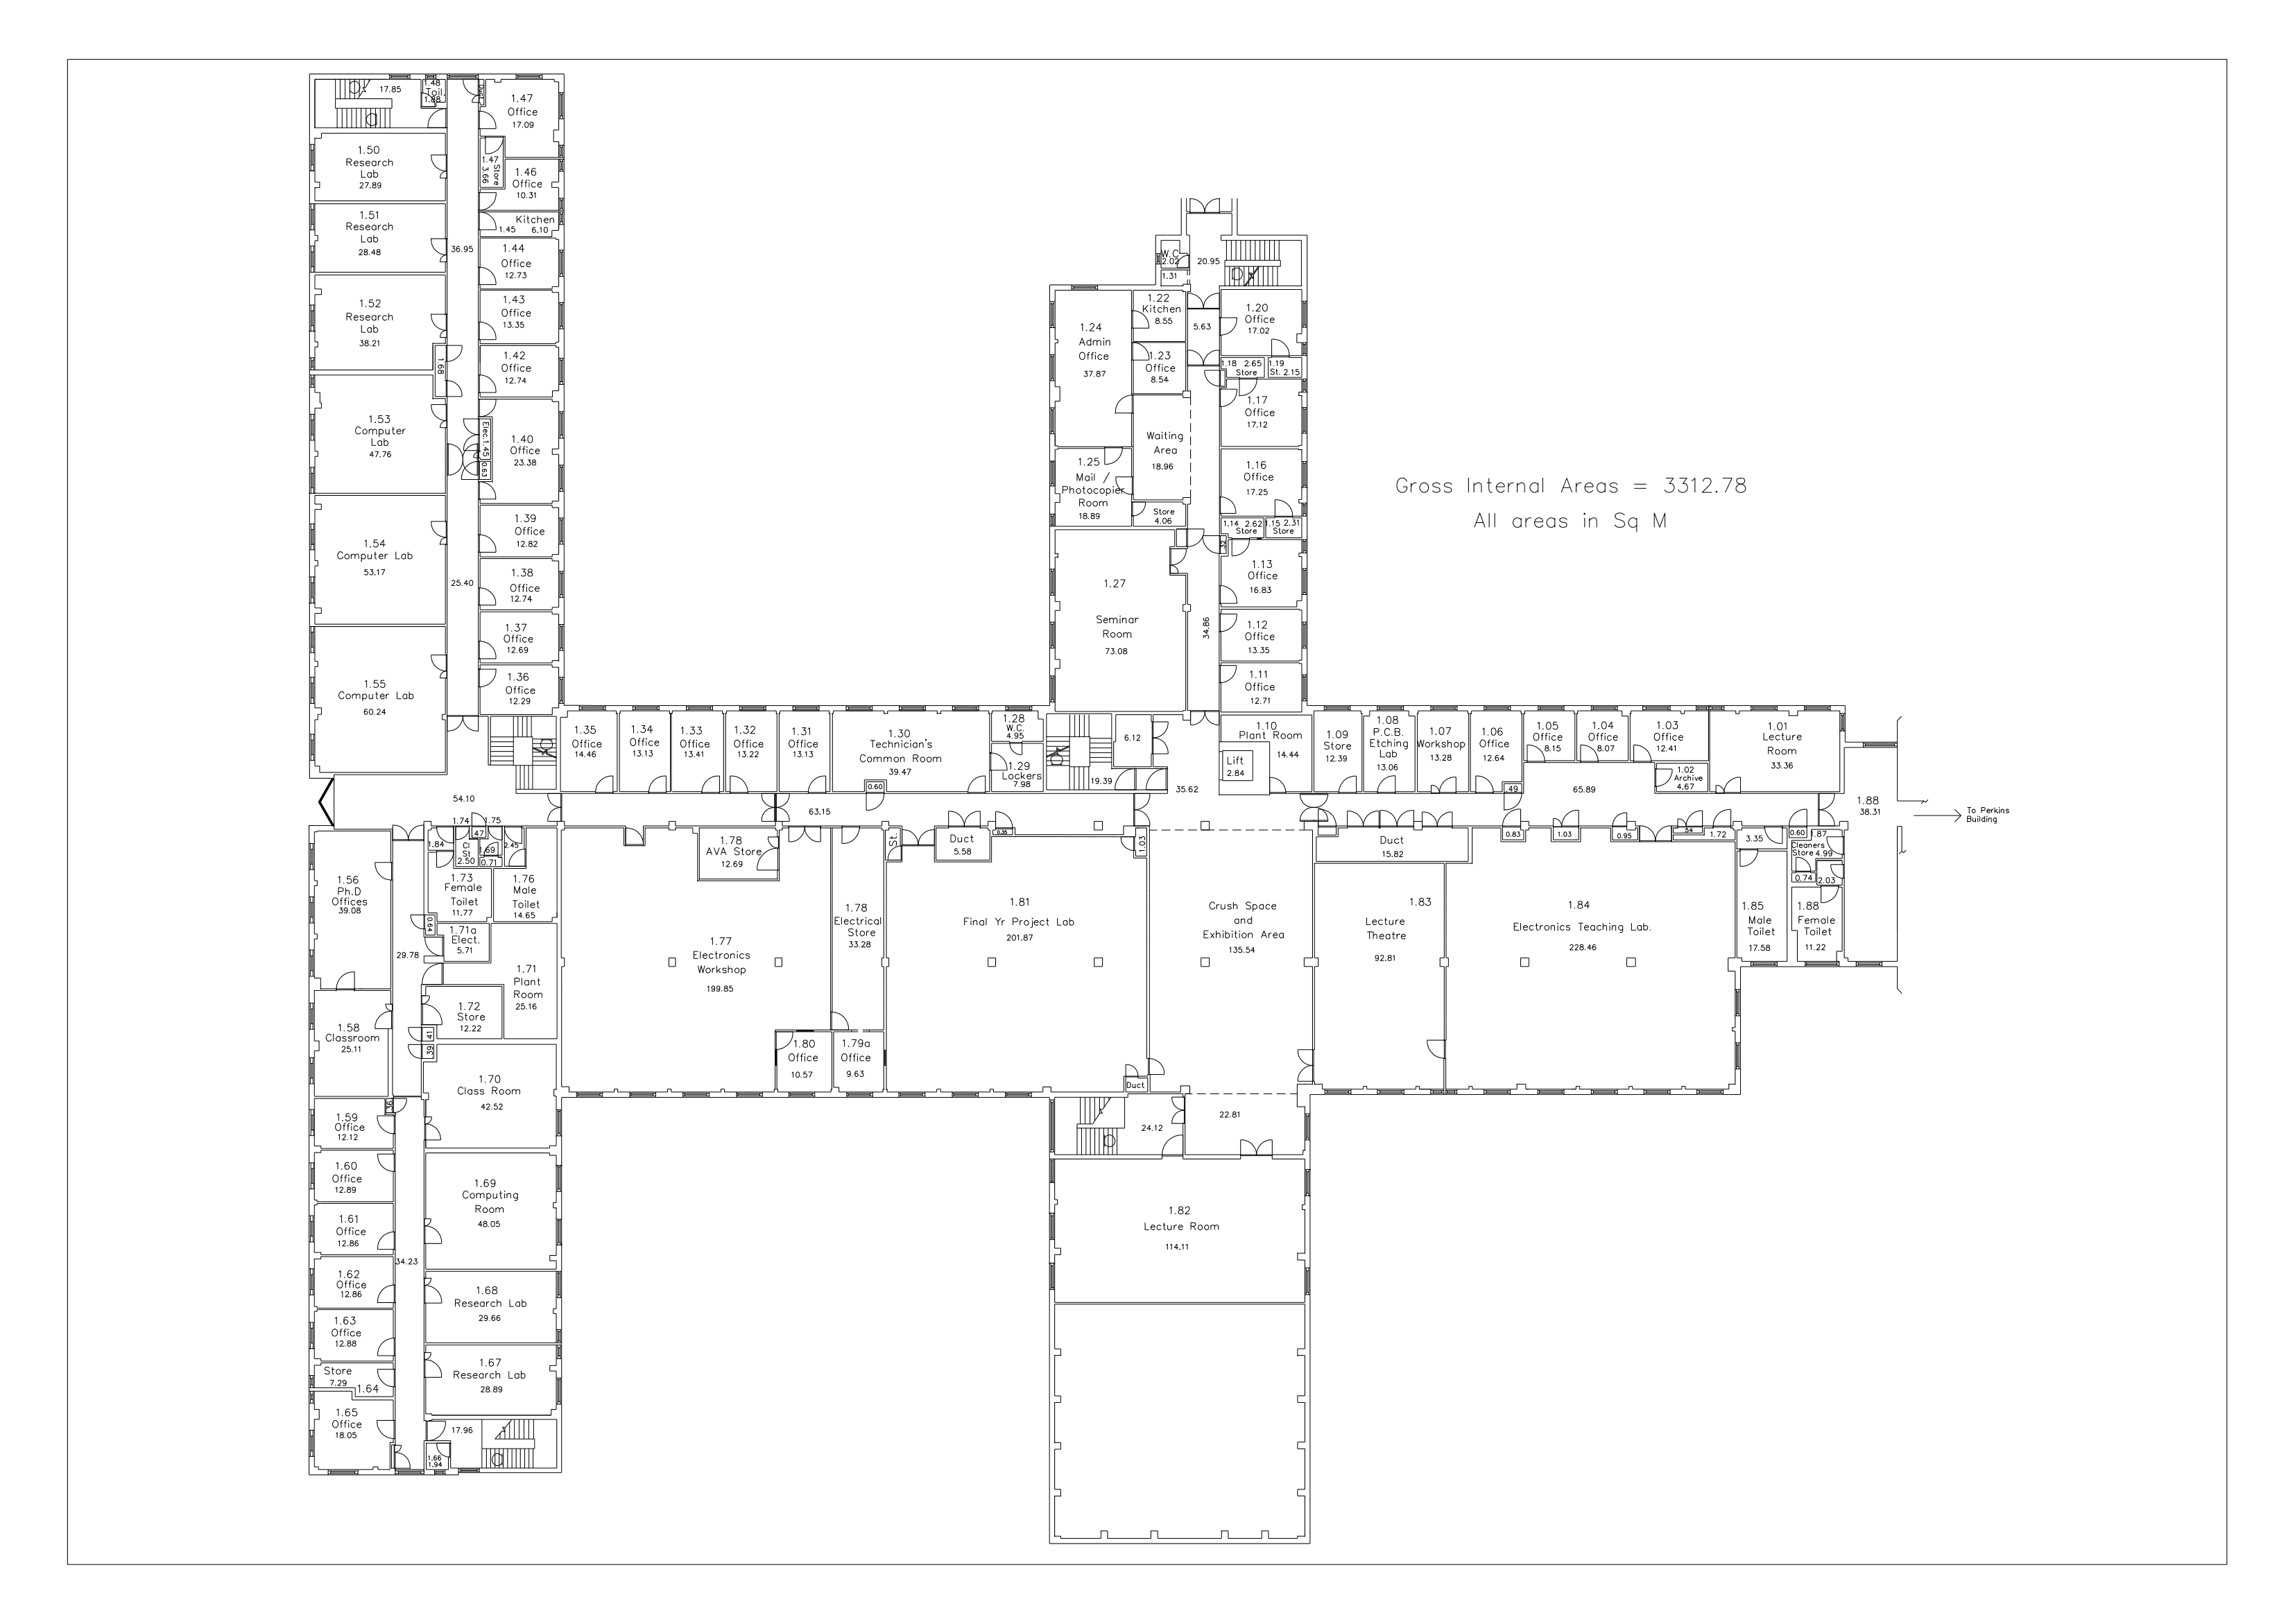 17.85
1.48
Toil.
1.88
Duct
1.47
Office
17.09
1.50
Research
Lab
27.89
1.47
Store
3.66
1.46
Office
10.31
1.51
Research
Lab
28.48
Kitchen
1.45 6.10
36.95
1.44
Office
12.73
1.52
Research
Lab
38.21
1.43
Office
13.35
1.68
1.42
Office
12.74
1.53
Computer
Lab
47.76
Elec.1.45
0.63
1.40
Office
23.38
1.54
Computer Lab
53.17
1.39
Office
12.82
25.40
1.38
Office
12.74
1.37
Office
12.69
1.55
Computer Lab
60.24
1.36
Office
12.29
W.C
2.02
1.31
20.95
1.22
Kitchen
8.55
1.24
Admin
Office
37.87
5.63
1.20
Office
17.02
1.23
Office
8.54
1.18 2.65
Store
1.19
St. 2.15
1.17
Office
17.12
Waiting
Area
18.96
1.25
Mail /
Photocopier
Room
18.89
1.16
Office
17.25
Store
4.06
1.14 2.62
Store
1.15 2.31
Store
.32
1.13
Office
16.83
1.27
Seminar
Room
73.08
34.86
1.12
Office
13.35
1.11
Office
12.71
Gross Internal Areas = 3312.78
All areas in Sq M
1.35
Office
14.46
1.34
Office
13.13
1.33
Office
13.41
1.32
Office
13.22
1.31
Office
13.13
1.30
Technician's
Common Room
39.47
0.60
1.28
W.C.
4.95
1.29
Lockers
7.98
6.12
19.39
35.62
1.10
Plant Room
14.44
Lift
2.84
1.09
Store
12.39
1.08
P.C.B.
Etching
Lab
13.06
1.07
Workshop
13.28
1.06
Office
12.64
.49
1.05
Office
8.15
1.04
Office
8.07
1.03
Office
12.41
1.02
Archive
4.67
1.01
Lecture
Room
33.36
65.89
1.88
38.31
To Perkins
Building
54.10
63.15
1.74
1.75
.47
1.84
Cl
St
2.50
1.69
0.71
2.45
1.73
Female
Toilet
11.77
1.76
Male
Toilet
14.65
1.56
Ph.D
Offices
39.08
0.64
1.71a
Elect.
5.71
29.78
1.71
Plant
Room
25.16
1.72
Store
12.22
1.58
Classroom
25.11
.41
.39
1.70
Class Room
42.52
.36
1.78
AVA Store
12.69
1.77
Electronics
Workshop
199.85
1.78
Electrical
Store
33.28
1.80
Office
10.57
1.79a
Office
9.63
St.
Duct
5.58
0.35
1.03
1.81
Final Yr Project Lab
201.87
Duct
Crush Space
and
Exhibition Area
135.54
Duct
15.82
1.83
Lecture
Theatre
92.81
0.83
1.03
0.95
.54
1.72
1.84
Electronics Teaching Lab.
228.46
3.35
0.60
1.87
Cleaners
Store 4.99
0.74
2.03
1.85
Male
Toilet
17.58
1.88
Female
Toilet
11.22
1.59
Office
12.12
1.60
Office
12.89
1.61
Office
12.86
34.23
1.62
Office
12.86
1.63
Office
12.88
Store
7.29
1.64
1.65
Office
18.05
1.69
Computing
Room
48.05
1.68
Research Lab
29.66
1.67
Research Lab
28.89
17.96
1.66
1.94
24.12
22.81
1.82
Lecture Room
114.11